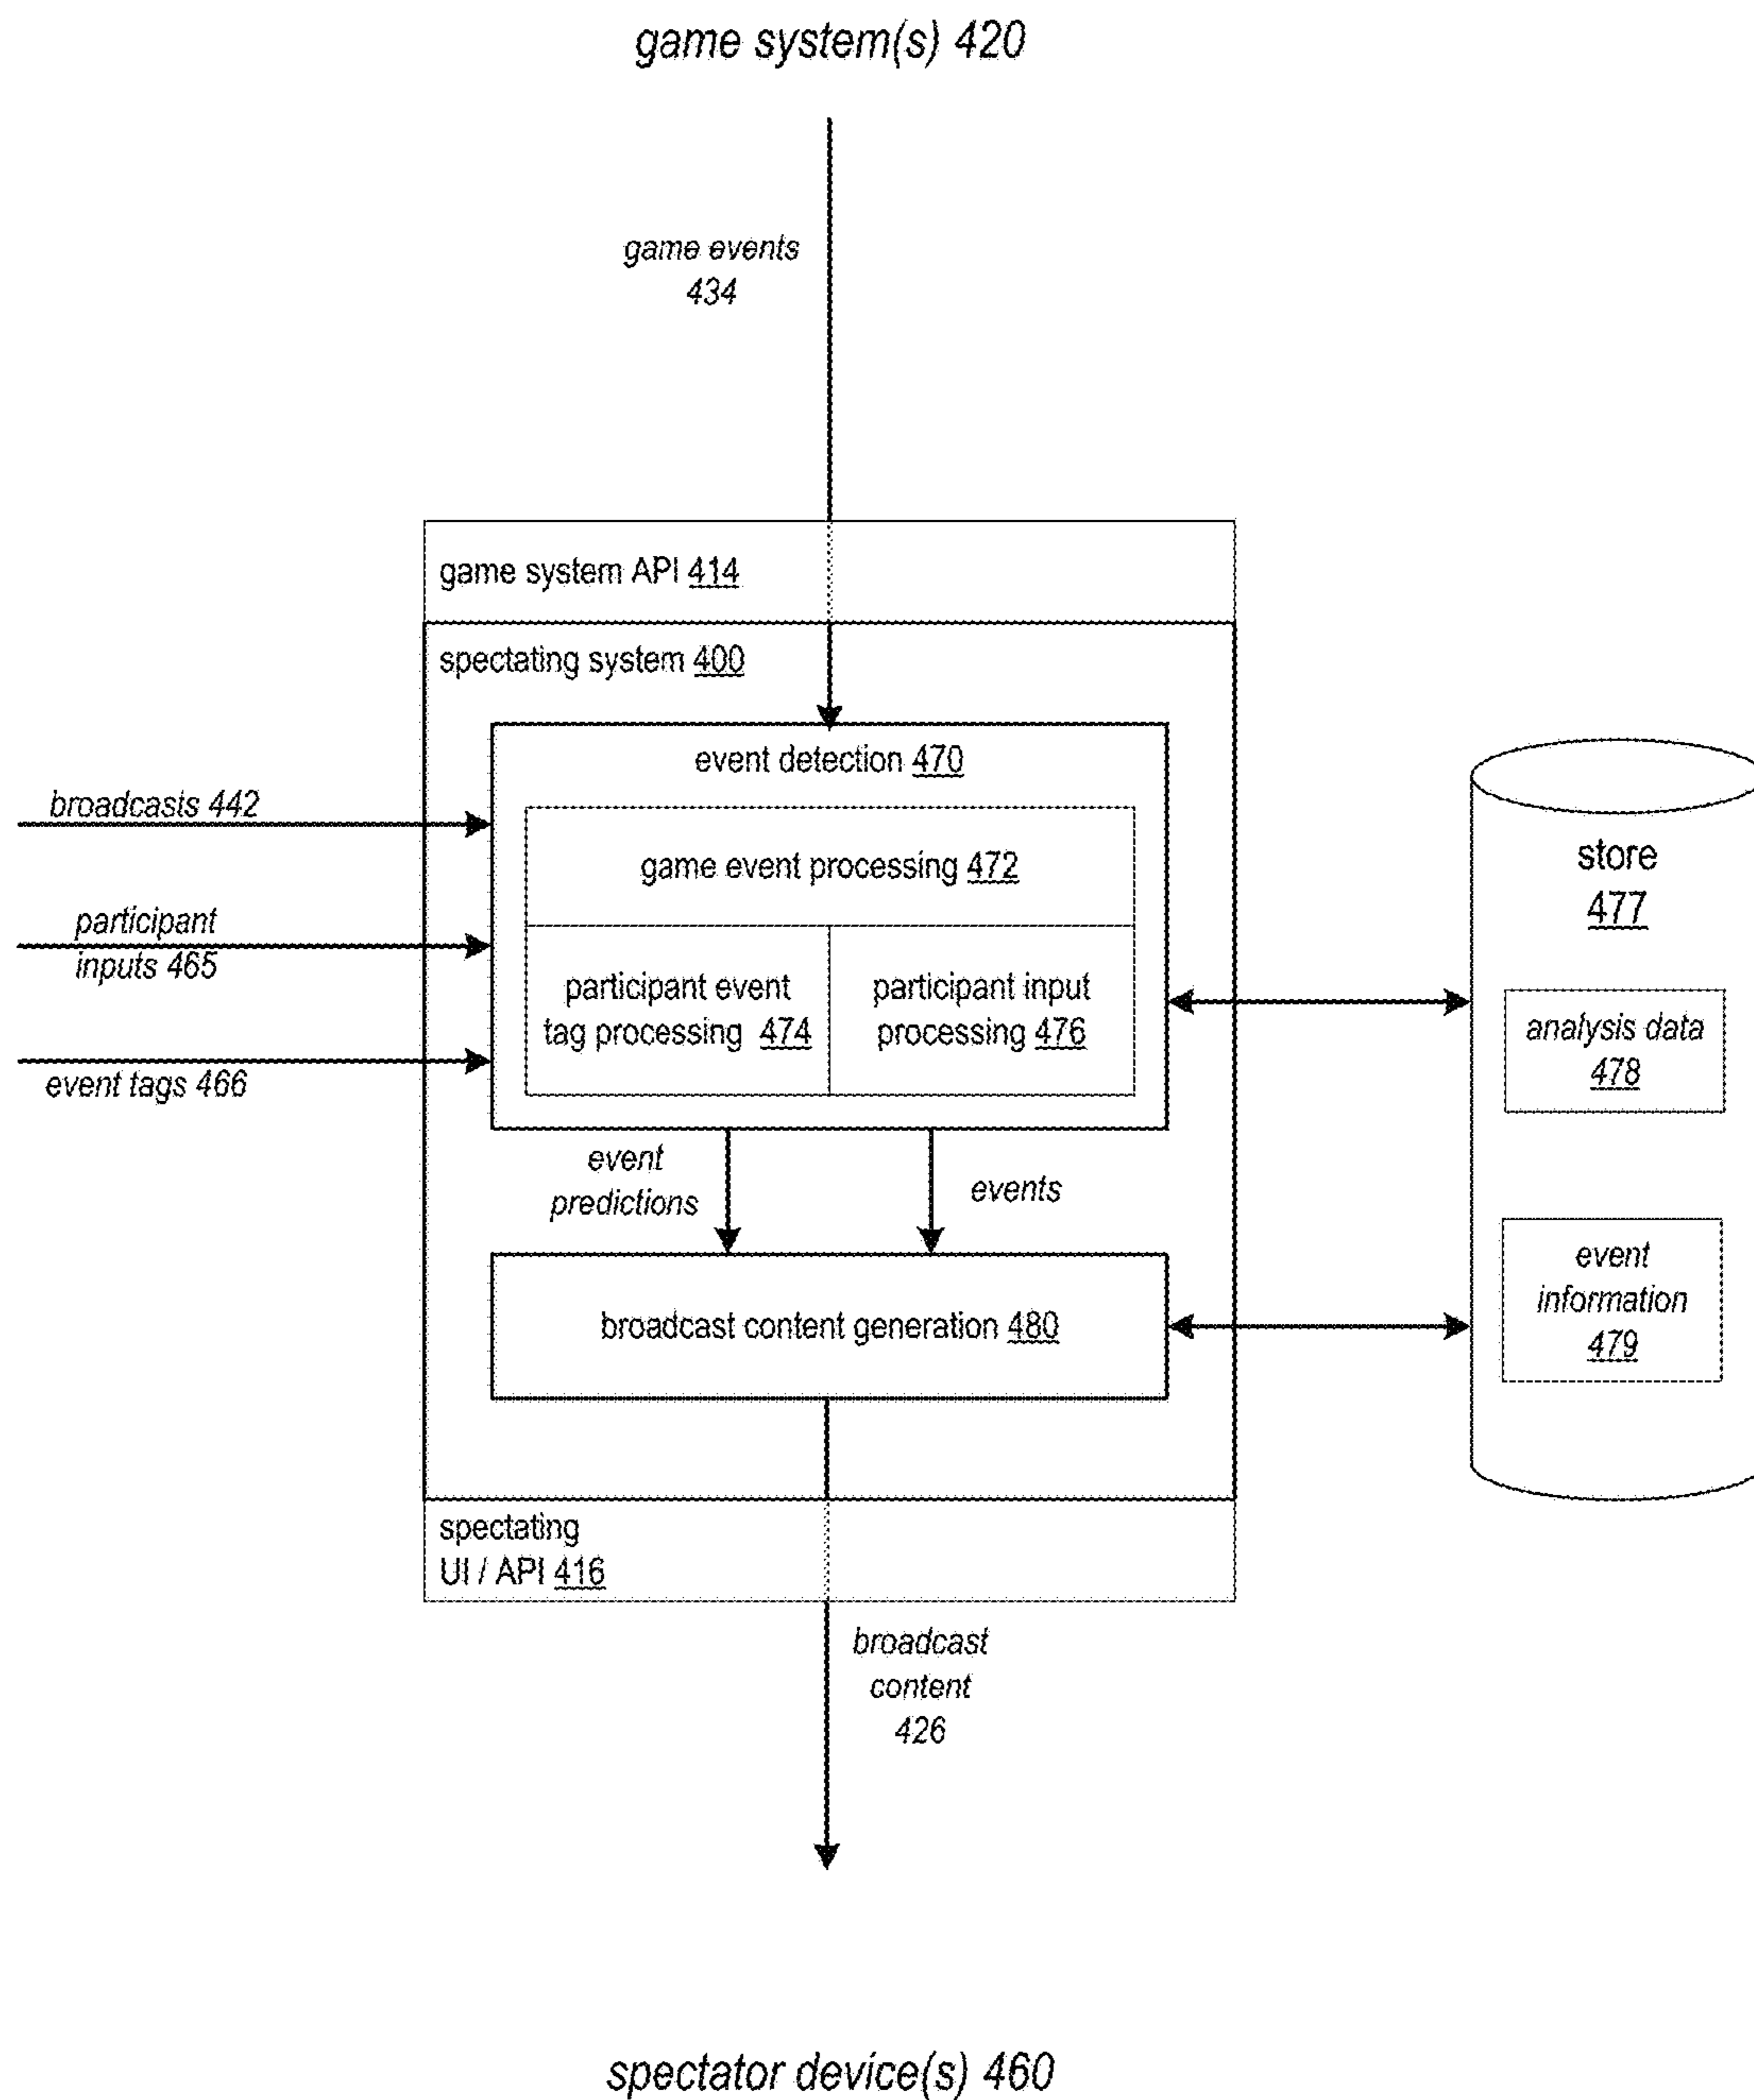 game system(s) 420
game events
434
game system API 414
spectating system 400
event detection 470
broadcasts 442
game event processing 472
store
477
participant
inputs 465
participant event
tag processing 474
participant input
processing 476
analysis data
478
event tags 466
event
predictions
events
event
information
479
broadcast content generation 480
spectating
UI / API 416
broadcast
content
426
spectator device(s) 460